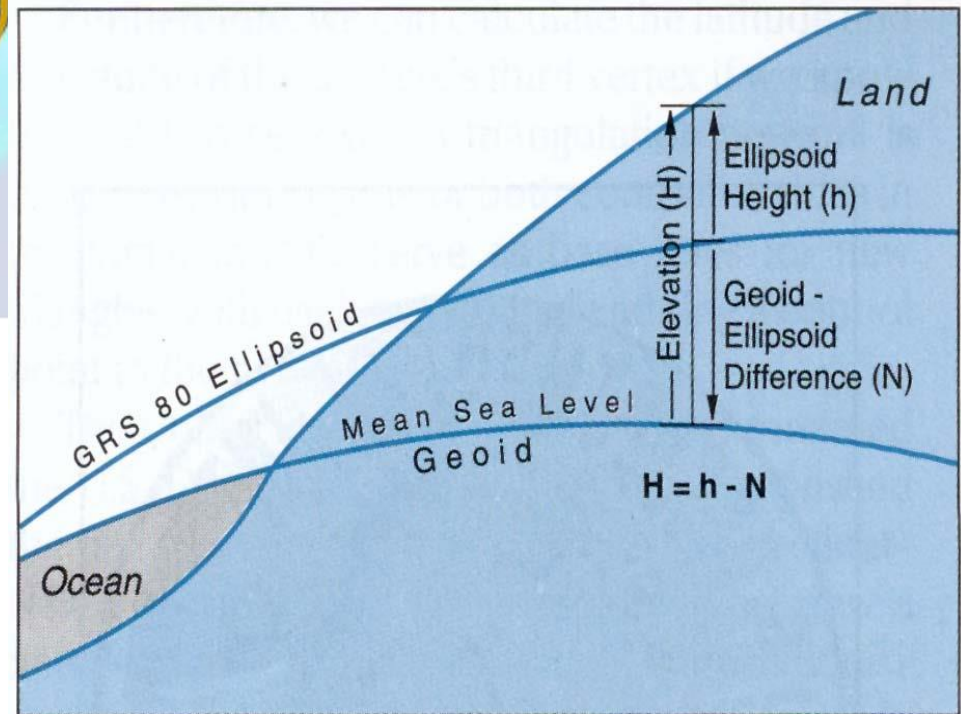 Land
Ellipsoid
Height (h)
Elevation (H)
Geoid -
Ellipsoid
Difference (N)
GRS 80 Ellipsoid
Mean Sea Level
Geoid
H = h - N
Ocean